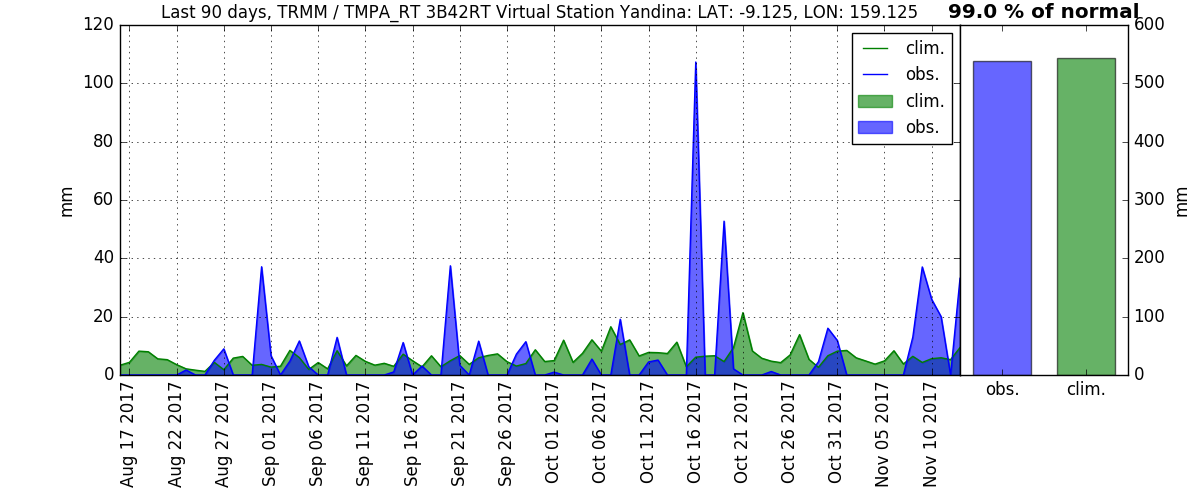 Last 90 days, TRMM / TMPA_RT 3B42RT Virtual Station Yandina: LAT: -9.125, LON: 159.125
99.0 % of normal
120
100
80
60
40
20
0
mm
clim.
obs.
clim.
obs.
600
500
400
300
200
100
0
mm
obs.
clim.
Aug 17 2017
Aug 22 2017
Aug 27 2017
Sep 01 2017
Sep 06 2017
Sep 11 2017
Sep 16 2017
Sep 21 2017
Sep 26 2017
Oct 01 2017
Oct 06 2017
Oct 11 2017
Oct 16 2017
Oct 21 2017
Oct 26 2017
Oct 31 2017
Nov 05 2017
Nov 10 2017